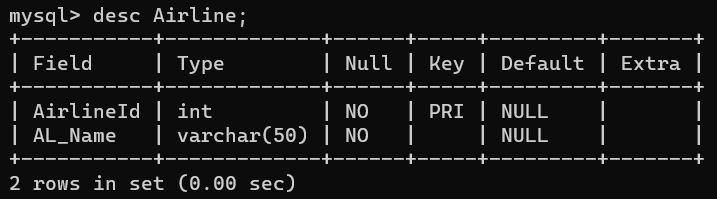 mysql> desc Airline;
+-----------+-------------+------+-----+---------+-------+
| Field     | Type        | Null | Key | Default | Extra |
+-----------+-------------+------+-----+---------+-------+
| AirlineId | int         | NO   | PRI | NULL    |       |
| AL_Name   | varchar(50) | NO   |     | NULL    |       |
+-----------+-------------+------+-----+---------+-------+
2 rows in set (0.00 sec)